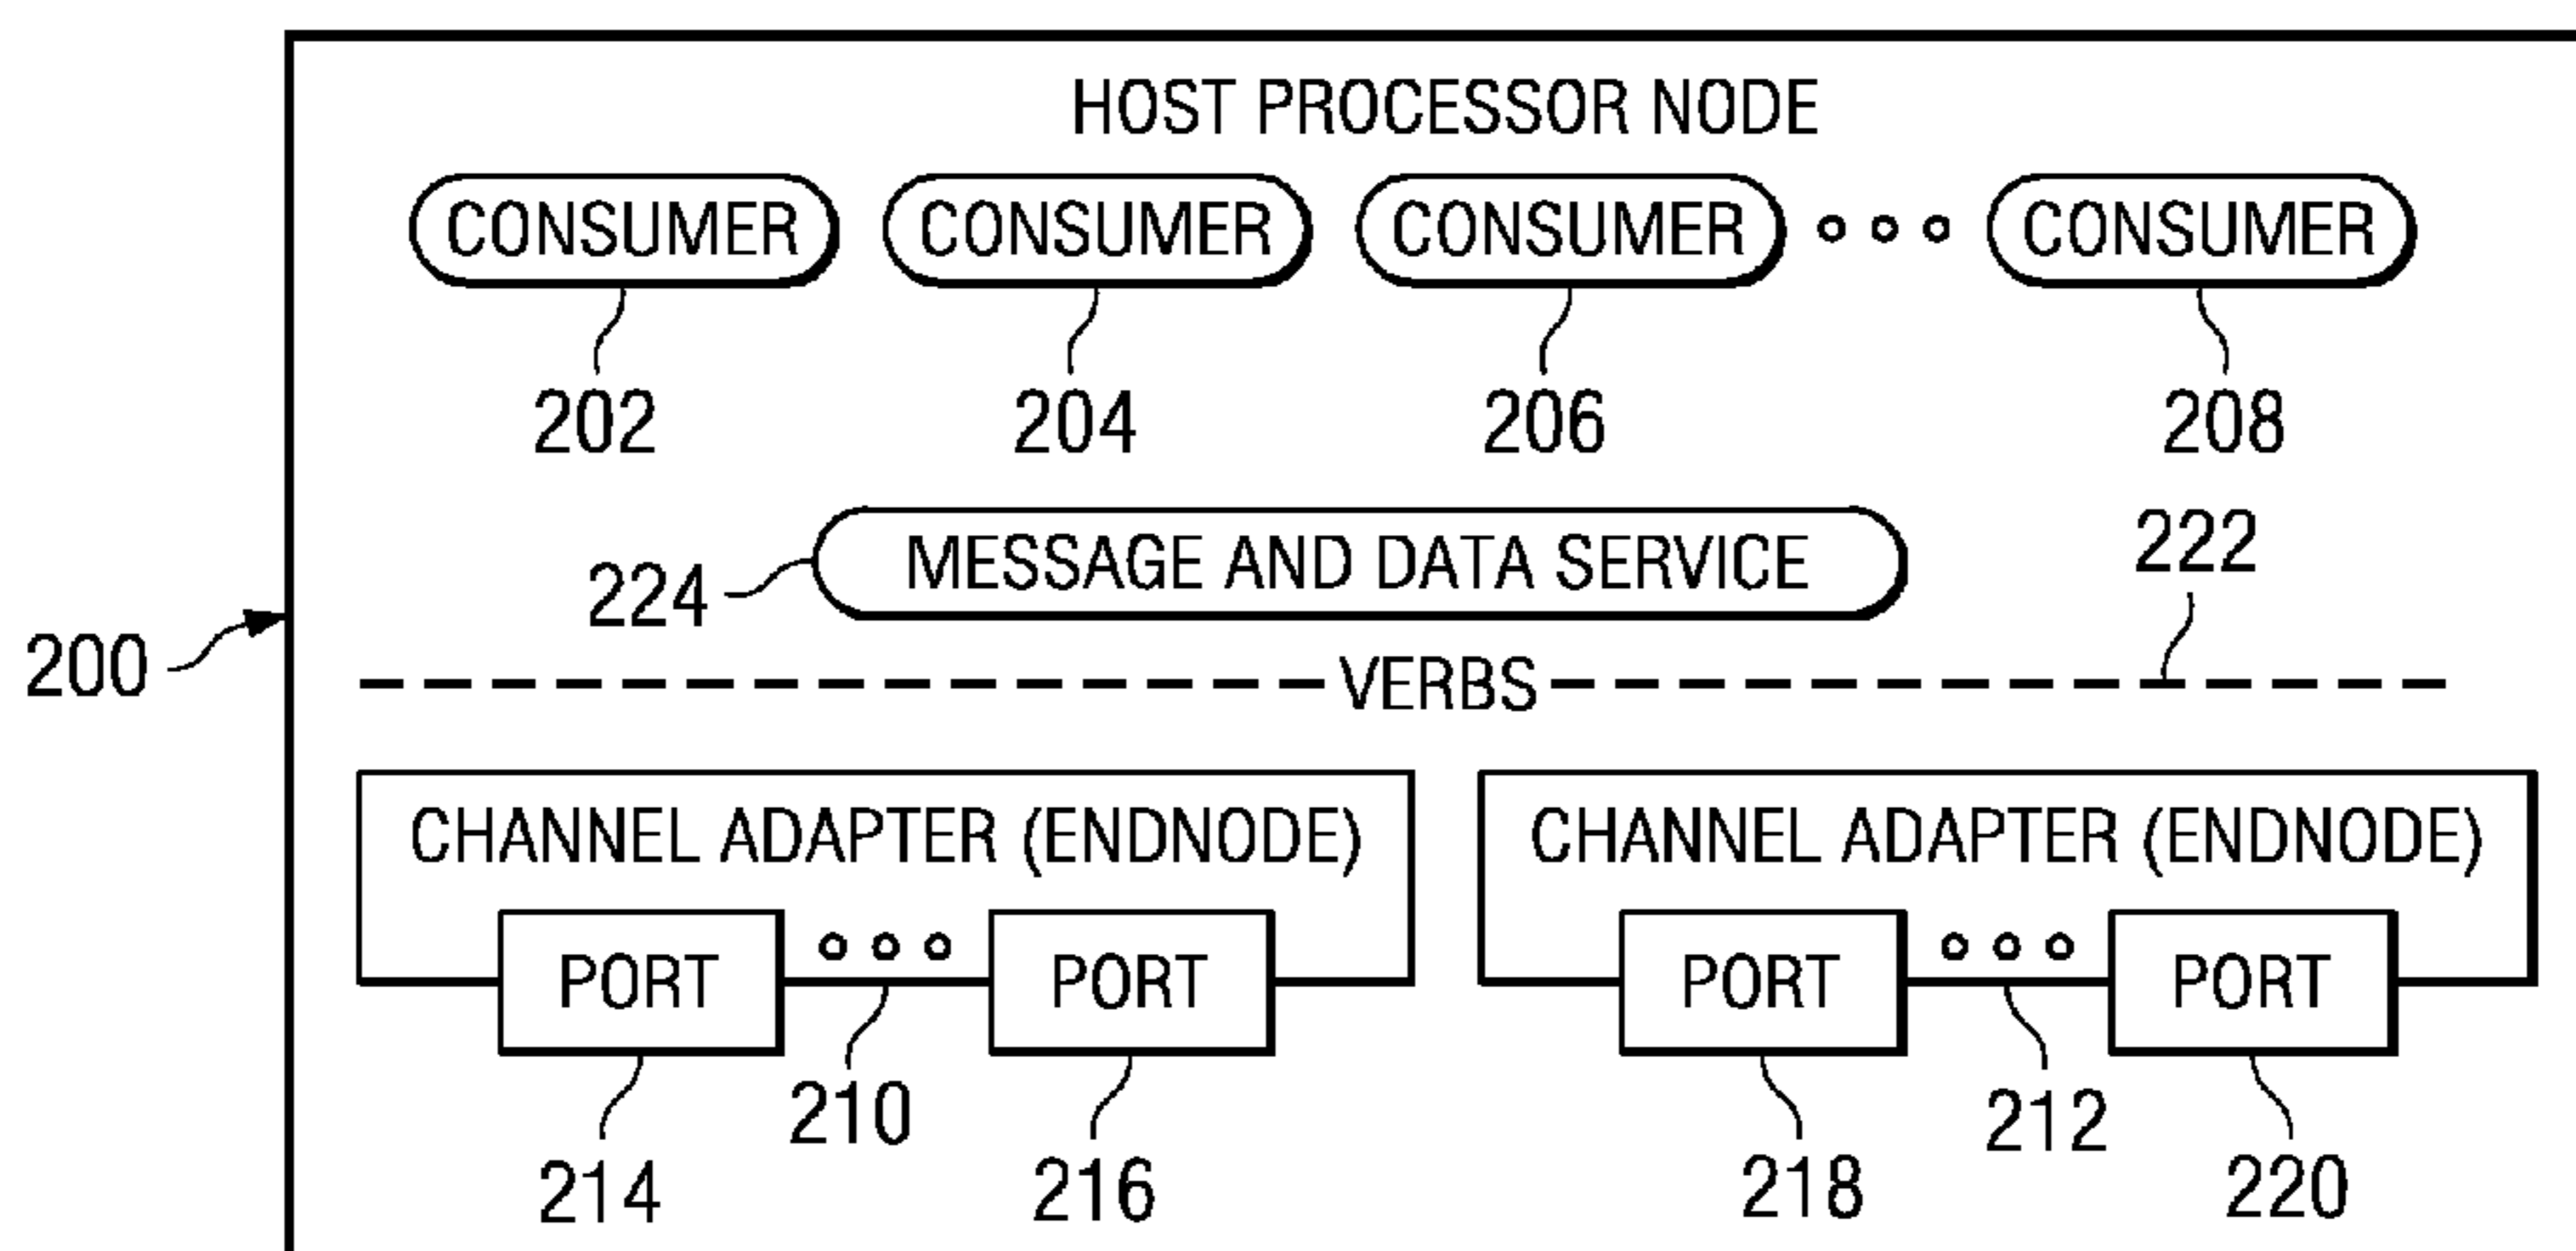 HOST PROCESSOR NODE
CONSUMER CONSUMER CONSUMER CONSUMER
202 204 206 208
222
MESSAGE AND DATA SERVICE
224
200
VERBS
CHANNEL ADAPTER (ENDNODE) CHANNEL ADAPTER (ENDNODE)
PORT PORT PORT PORT
210 212
214 216 218 220